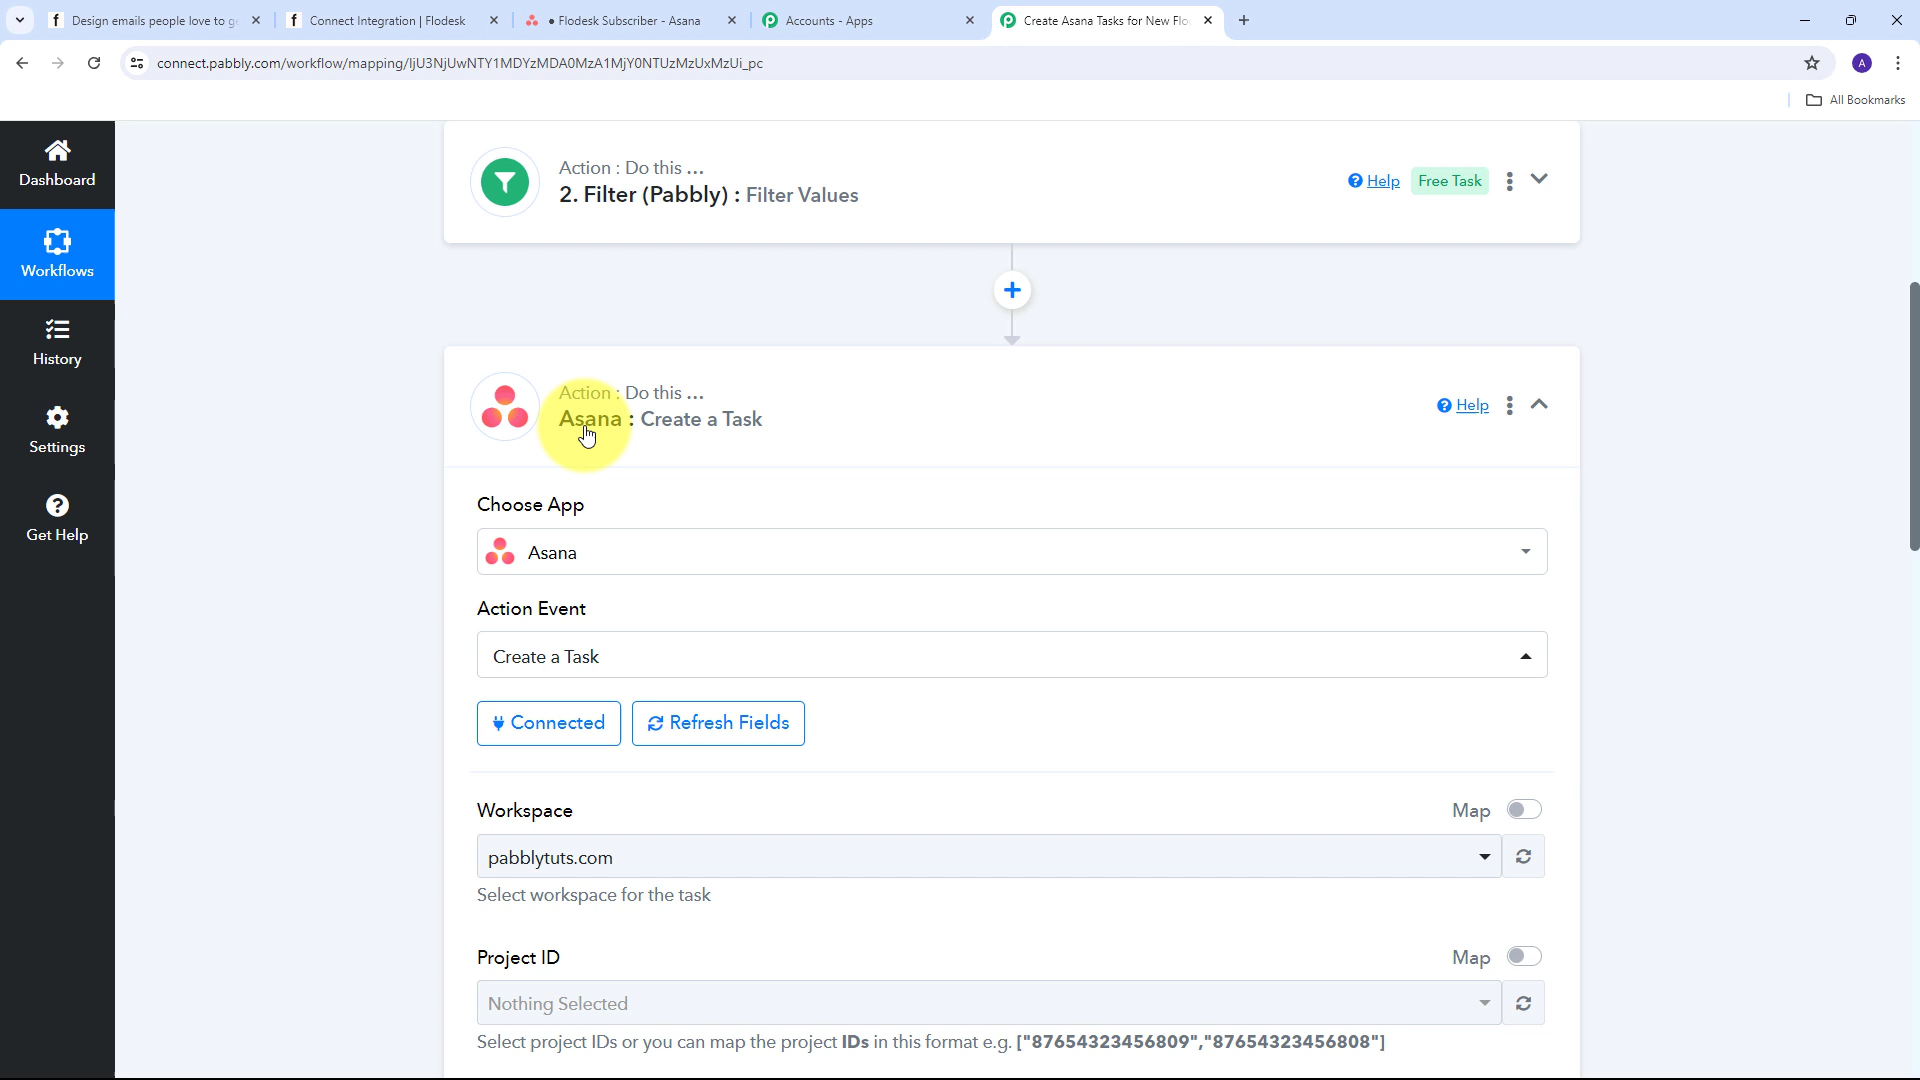 Design emails people love to g
Connect Integration | Flodesk
● Flodesk Subscriber - Asana
Accounts - Apps
Create Asana Tasks for New Flo
connect.pabbly.com/workflow/mapping/IjU3NjUwNTY1MDYzMDA0MzA1MjY0NTUzMzUxMzUi_pc
A
All Bookmarks
Dashboard
Workflows
History
Settings
Get Help
Action : Do this ...
2. Filter (Pabbly) : Filter Values
Help
Free Task
Action : Do this ...
Asana : Create a Task
Help
Choose App
Asana
Action Event
Create a Task
Connected
Refresh Fields
Workspace
Map
pabblytuts.com
Select workspace for the task
Project ID
Map
Nothing Selected
Select project IDs or you can map the project IDs in this format e.g. ["87654323456809","87654323456808"]